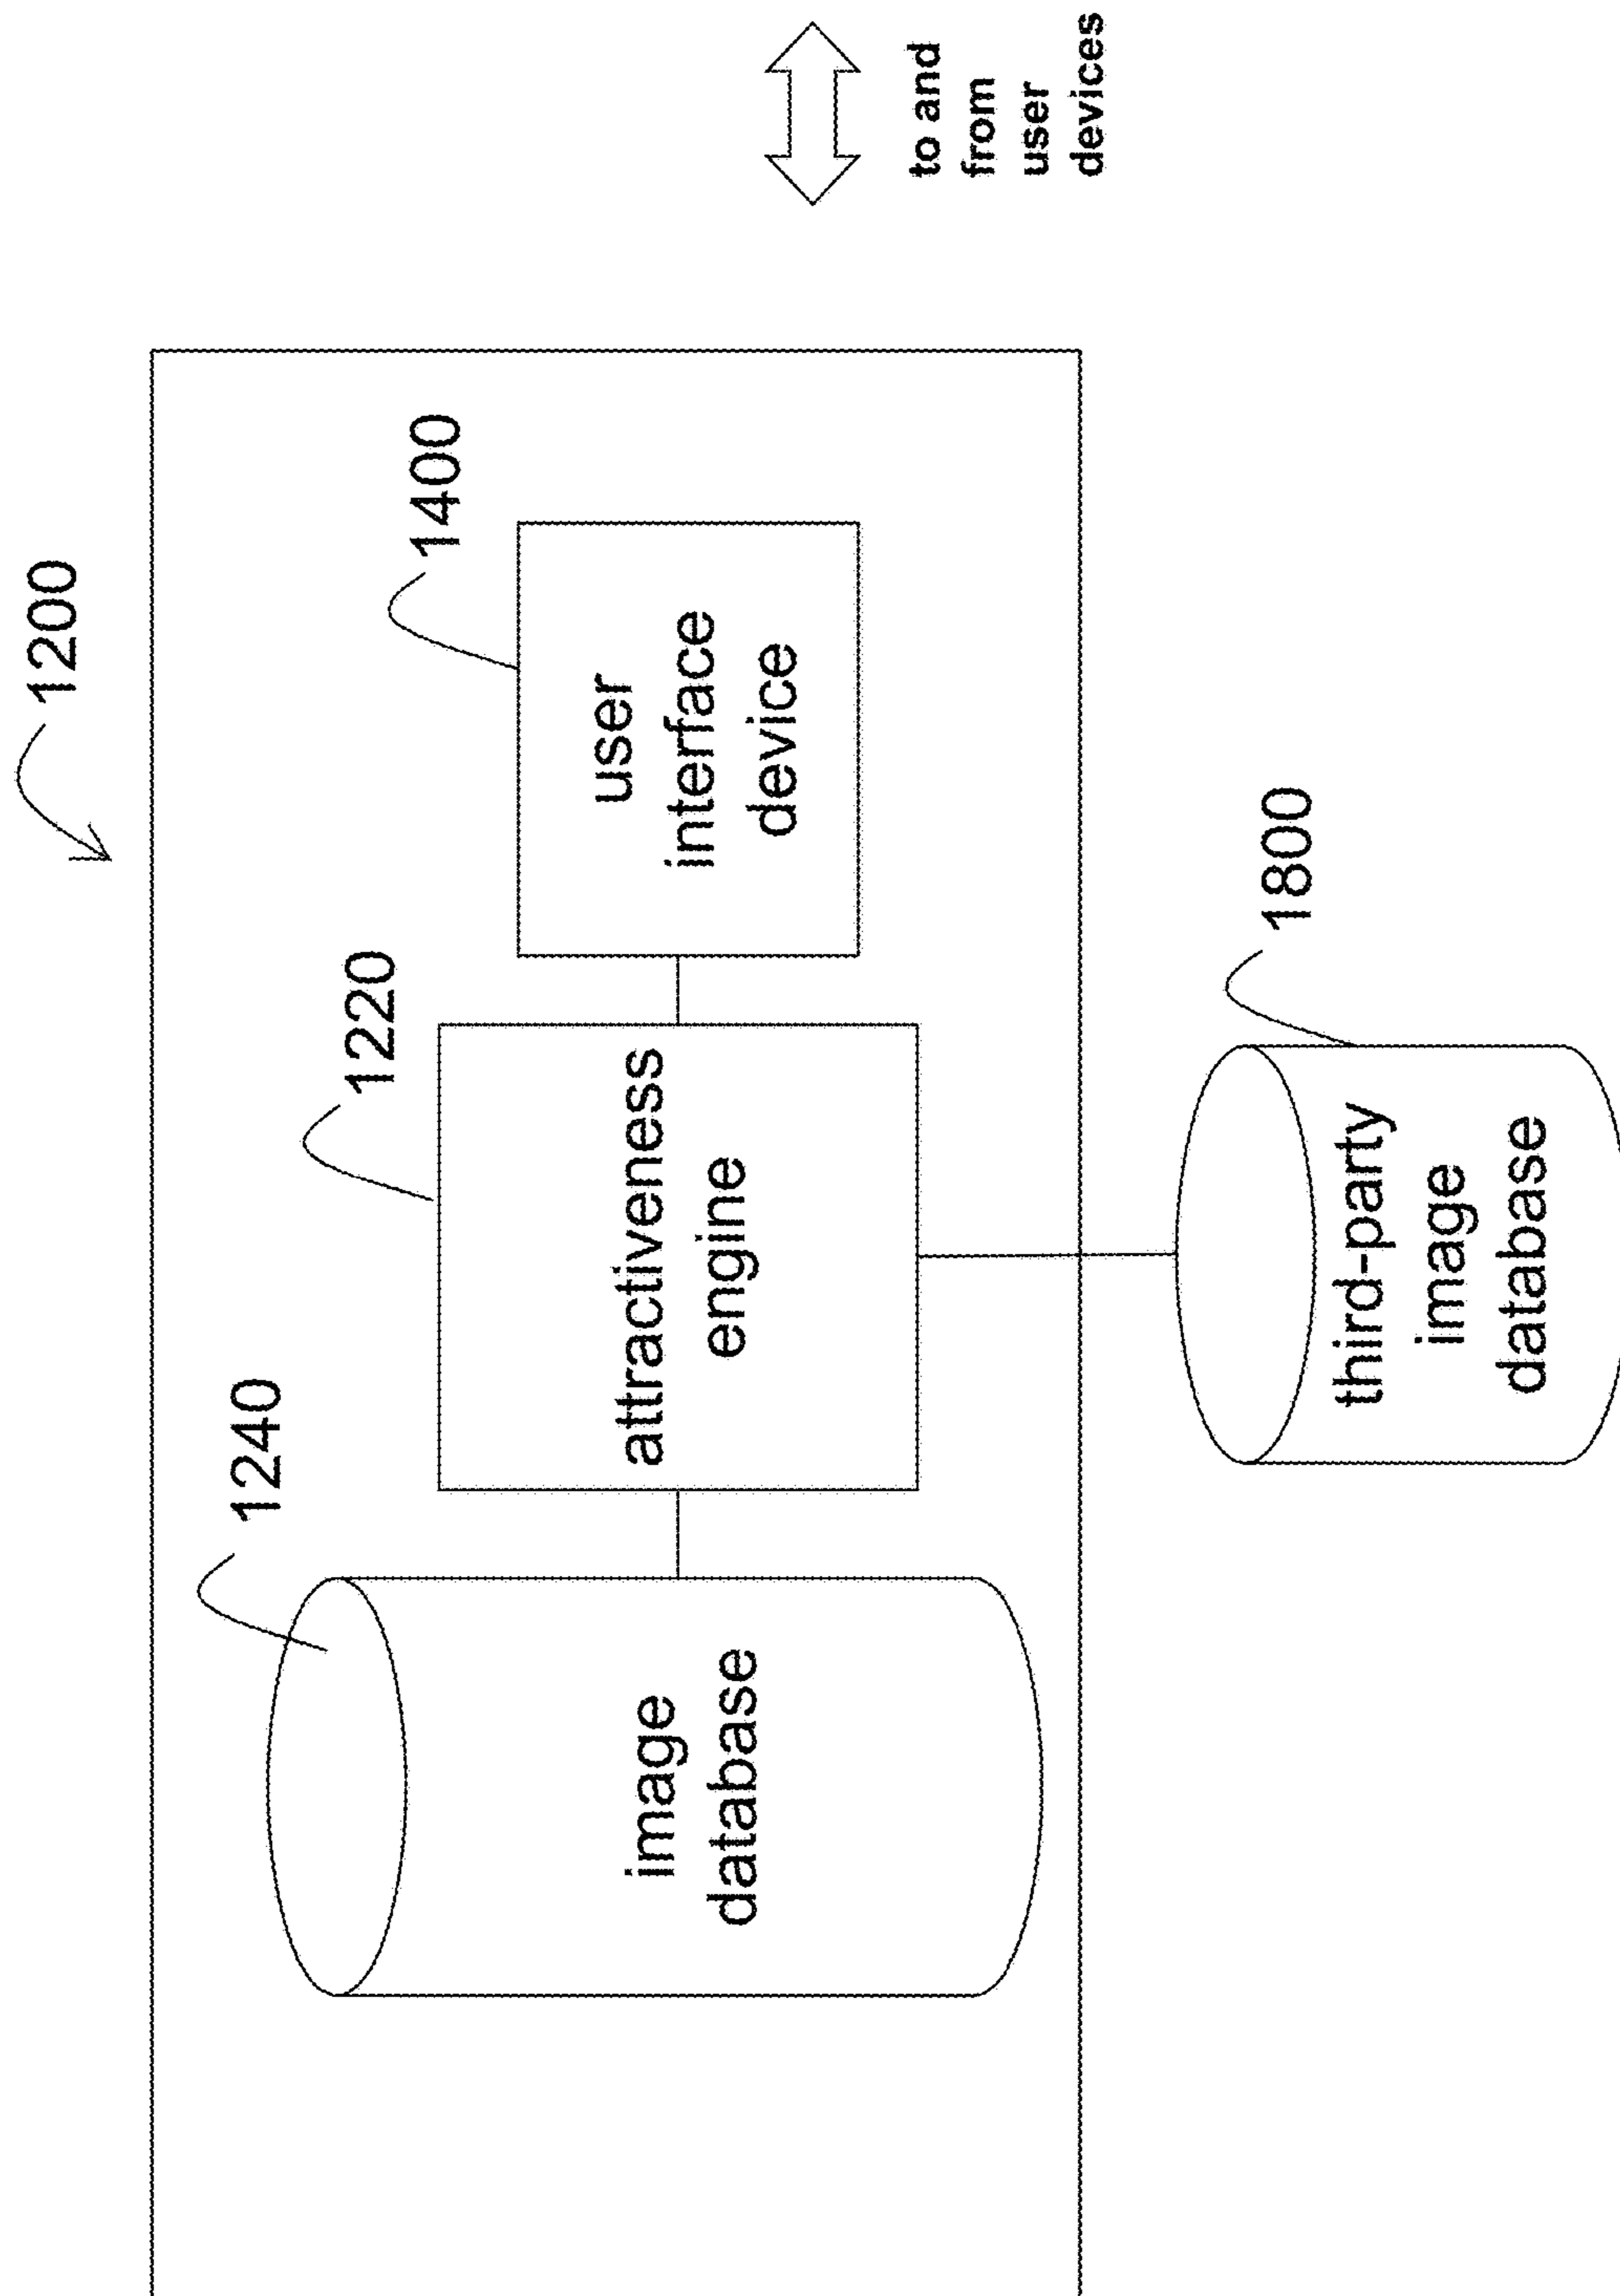 1200
1400
user
interface
device
1220
attractiveness
engine
1240
image
database
1800
third-party
image
database
to and
from
user
devices